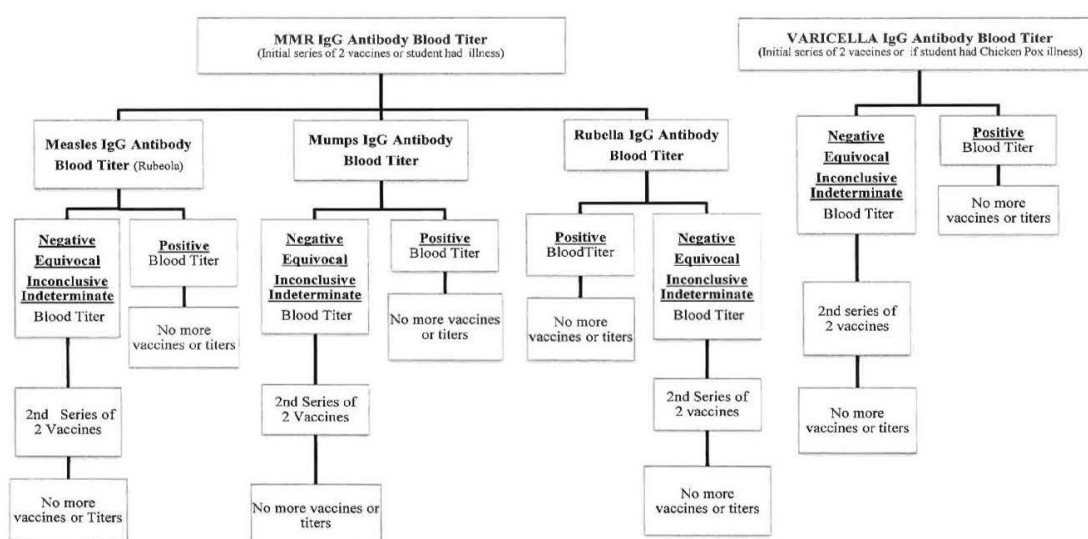 MMR IgG Antibody Blood Titer
(Initial series of 2 vaccines or student had illness)
VARICELLA IgG Antibody Blood Titer
(Initial series of 2 vaccines or if student had Chicken Pox illness)
Measles IgG Antibody
Blood Titer (Rubeola)
Mumps IgG Antibody
Blood Titer
Rubella IgG Antibody
Blood Titer
Negative
Equivocal
Inconclusive
Indeterminate
Blood Titer
Positive
Blood Titer
Negative
Equivocal
Inconclusive
Indeterminate
Blood Titer
Positive
Blood Titer
Positive
BloodTiter
Negative
Equivocal
Inconclusive
Indeterminate
Blood Titer
Negative
Equivocal
Inconclusive
Indeterminate
Blood Titer
Positive
Blood Titer
No more
vaccines or titers
No more vaccines
or titers
No more
vaccines or titers
No more
vaccines or titers
2nd Series of
2 Vaccines
2nd Series of
2 vaccines
2nd Series of
2 vaccines
2nd series of
2 vaccines
No more
vaccines or Titers
No more vaccines or
titers
No more
vaccines or titers
No more
vaccines or titers